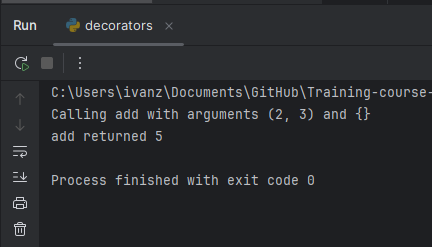 Run
decorators
C:\Users\ivanz\Documents\GitHub\Training-course-
Calling add with arguments (2, 3) and {}
add returned 5
Process finished with exit code 0